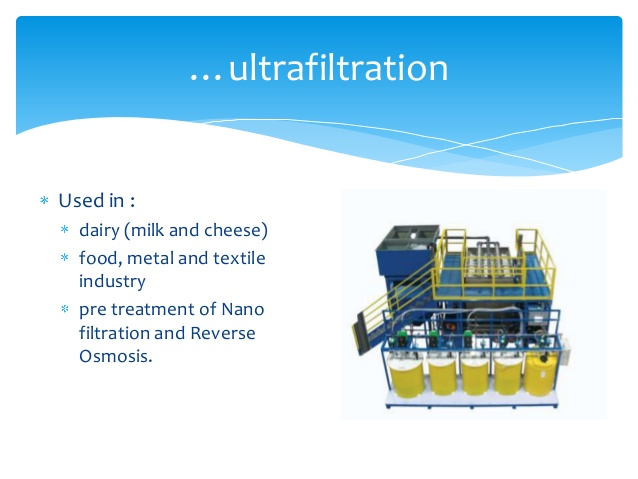 …ultrafiltration
* Used in :
* dairy (milk and cheese)
* food, metal and textile
industry
* pre treatment of Nano
filtration and Reverse
Osmosis.